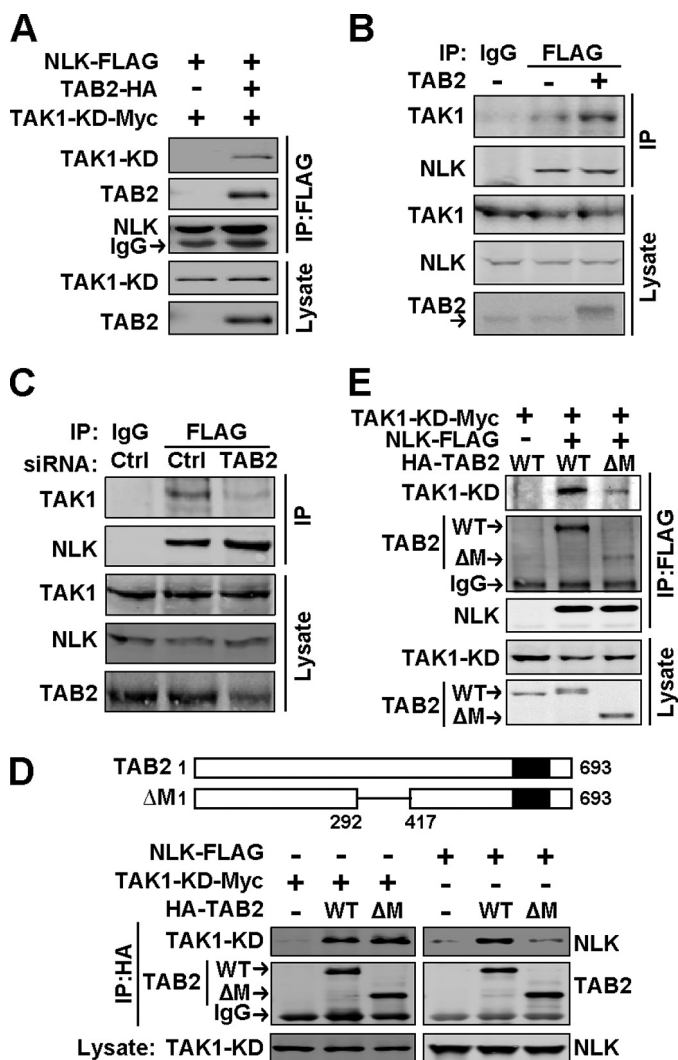 A
NLK-FLAG + +
TAB2-HA - +
TAK1-KD-Myc + +
TAK1-KD
TAB2
NLK
IgG→
IP:FLAG
TAK1-KD
TAB2
Lysate
B
IP: IgG FLAG
TAB2 - - +
TAK1
NLK
IP
TAK1
NLK
TAB2
→
Lysate
C
IP: IgG FLAG
siRNA: Ctrl Ctrl TAB2
TAK1
NLK
IP
TAK1
NLK
TAB2
Lysate
E
TAK1-KD-Myc + + +
NLK-FLAG - + +
HA-TAB2 WT WT ΔM
TAK1-KD
TAB2 WT→
ΔM→
IgG→
NLK
IP:FLAG
TAK1-KD
TAB2 WT→
ΔM→
Lysate
D
TAB2 1 693
ΔM 1 693
292 417
NLK-FLAG - - - + + +
TAK1-KD-Myc + + + - - -
HA-TAB2 - WT ΔM - WT ΔM
IP:HA
TAK1-KD NLK
TAB2 WT→ TAB2
ΔM→
IgG→
Lysate: TAK1-KD NLK